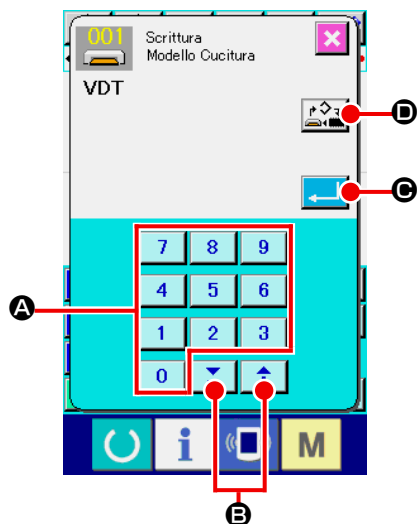 001
Scrittura
Modello Cucitura
VDT
D
C
7 8 9
4 5 6
A
1 2 3
0
i M
B